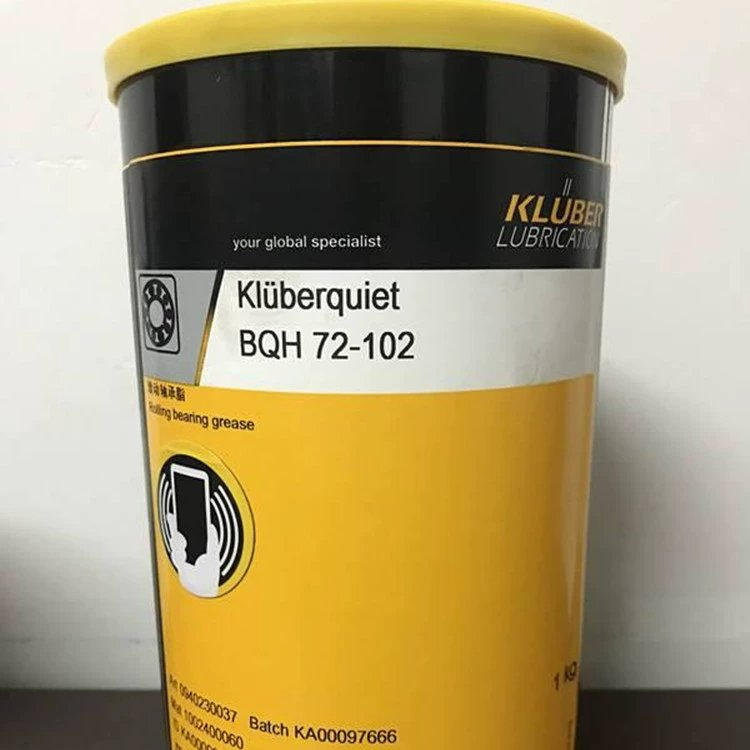 KLÜBER
LUBRICATION
your global specialist
Klüberquiet
BQH 72-102
滚动轴承脂
Rolling bearing grease
Art 0940230037
Mat 1002400060
Batch KA00097666
1 KG